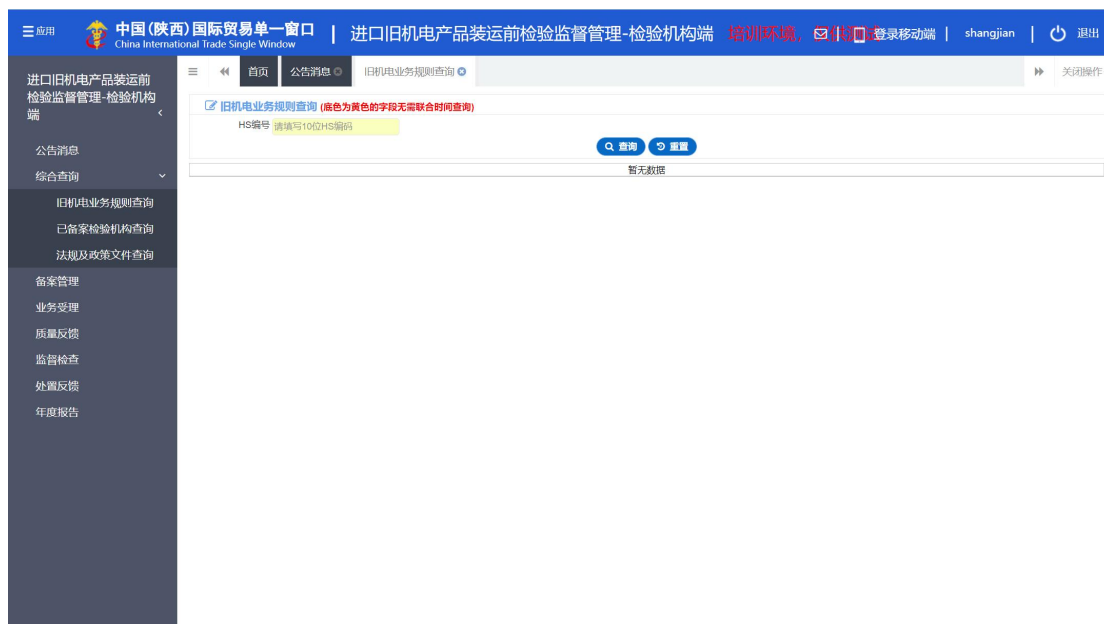 应用
中国(陕西)国际贸易单一窗口
China International Trade Single Window
| 进口旧机电产品装运前检验监督管理-检验机构端
培训环境,
登录移动端 | shangjian | 退出
进口旧机电产品装运前检验监督管理-检验机构端
公告消息
综合查询
旧机电业务规则查询
已备案检验机构查询
法规及政策文件查询
备案管理
业务受理
质量反馈
监督检查
处置反馈
年度报告
首页 公告消息 旧机电业务规则查询 关闭操作
旧机电业务规则查询 (底色为黄色的字段无需联合时间查询)
HS编号 请填写10位HS编码
查询 重置
暂无数据